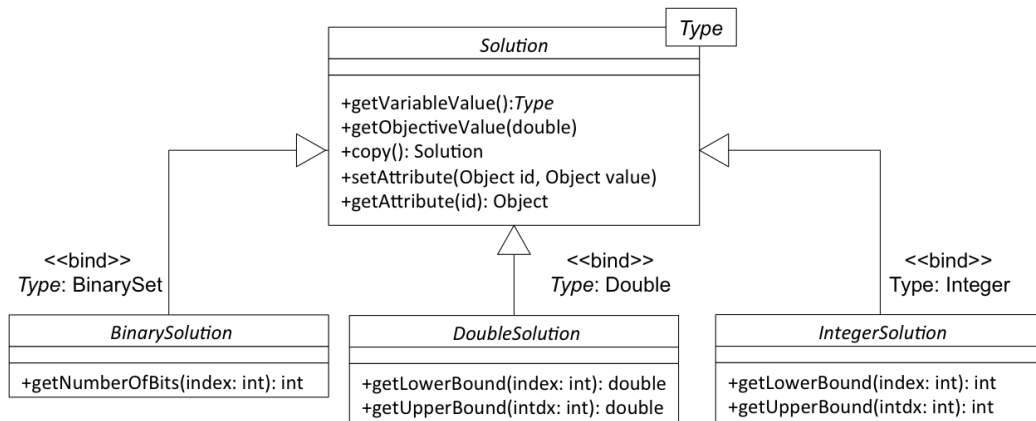 Type
Solution
+getVariableValue():Type
+getObjectiveValue(double)
+copy(): Solution
+setAttribute(Object id, Object value)
+getAttribute(id): Object
<<bind>>
Type: BinarySet
<<bind>>
Type: Double
<<bind>>
Type: Integer
BinarySolution
+getNumberOfBits(index: int): int
DoubleSolution
+getLowerBound(index: int): double
+getUpperBound(intdx: int): double
IntegerSolution
+getLowerBound(index: int): int
+getUpperBound(intdx: int): int